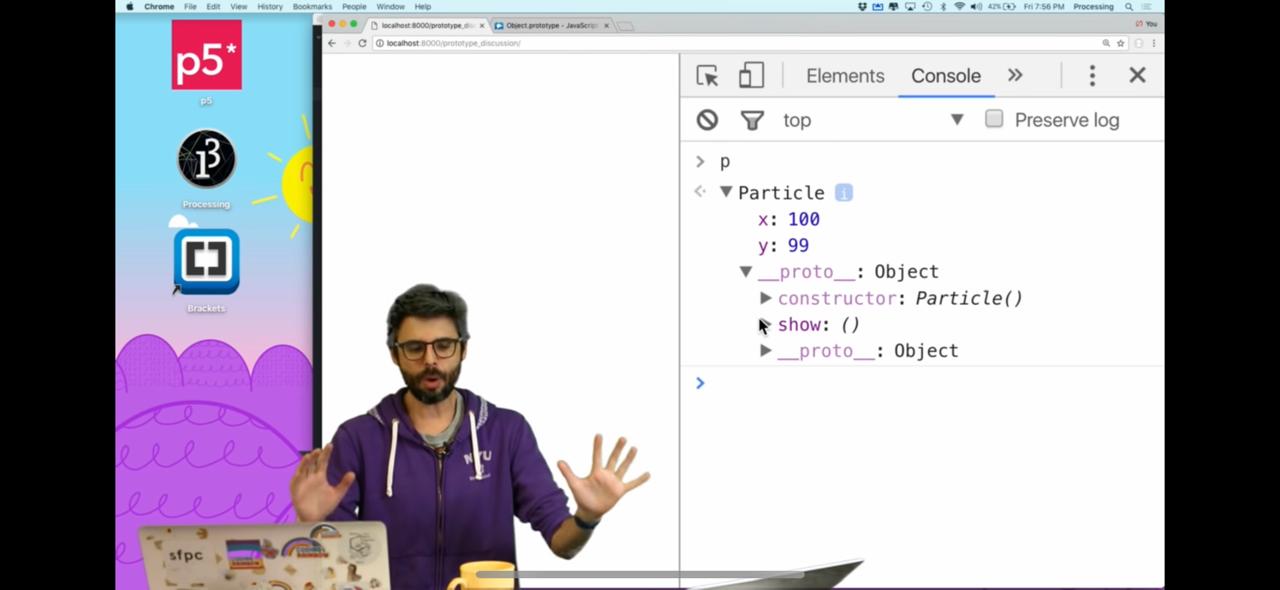 Chrome File Edit View History Bookmarks People Window Help
42% Fri 7:56 PM Processing
p5*
p5
Processing
Brackets
localhost:8000/prototype_dis
Object.prototype - JavaScript
You
localhost:8000/prototype_discussion/
Elements Console »
top Preserve log
> p
Particle i
x: 100
y: 99
__proto__: Object
constructor: Particle()
show: ()
__proto__: Object
>
NYU
sfpc